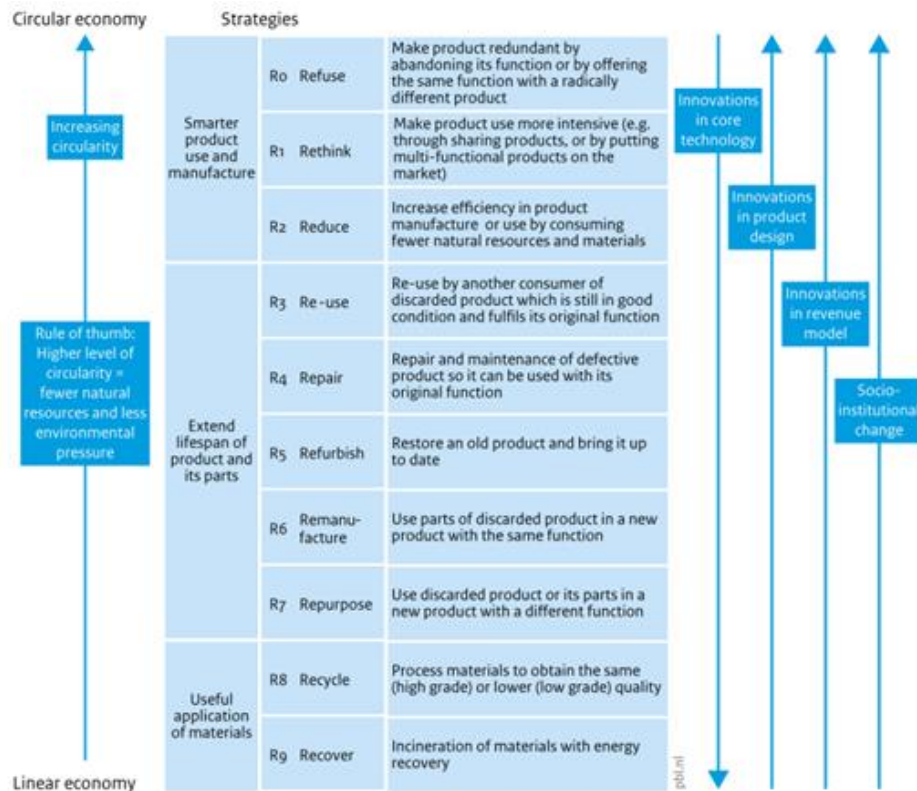 Circular economy
Strategies
Increasing
circularity
Rule of thumb:
Higher level of
circularity =
fewer natural
resources and less
environmental
pressure
Linear economy
Smarter
product
use and
manufacture
R0 Refuse
Make product redundant by
abandoning its function or by offering
the same function with a radically
different product
R1 Rethink
Make product use more intensive (e.g.
through sharing products, or by putting
multi-functional products on the
market)
R2 Reduce
Increase efficiency in product
manufacture or use by consuming
fewer natural resources and materials
Extend
lifespan of
product and
its parts
R3 Re-use
Re-use by another consumer of
discarded product which is still in good
condition and fulfils its original function
R4 Repair
Repair and maintenance of defective
product so it can be used with its
original function
R5 Refurbish
Restore an old product and bring it up
to date
R6 Remanu-
facture
Use parts of discarded product in a new
product with the same function
R7 Repurpose
Use discarded product or its parts in a
new product with a different function
Useful
application
of materials
R8 Recycle
Process materials to obtain the same
(high grade) or lower (low grade) quality
R9 Recover
Incineration of materials with energy
recovery
pbl.nl
Innovations
in core
technology
Innovations
in product
design
Innovations
in revenue
model
Socio-
institutional
change